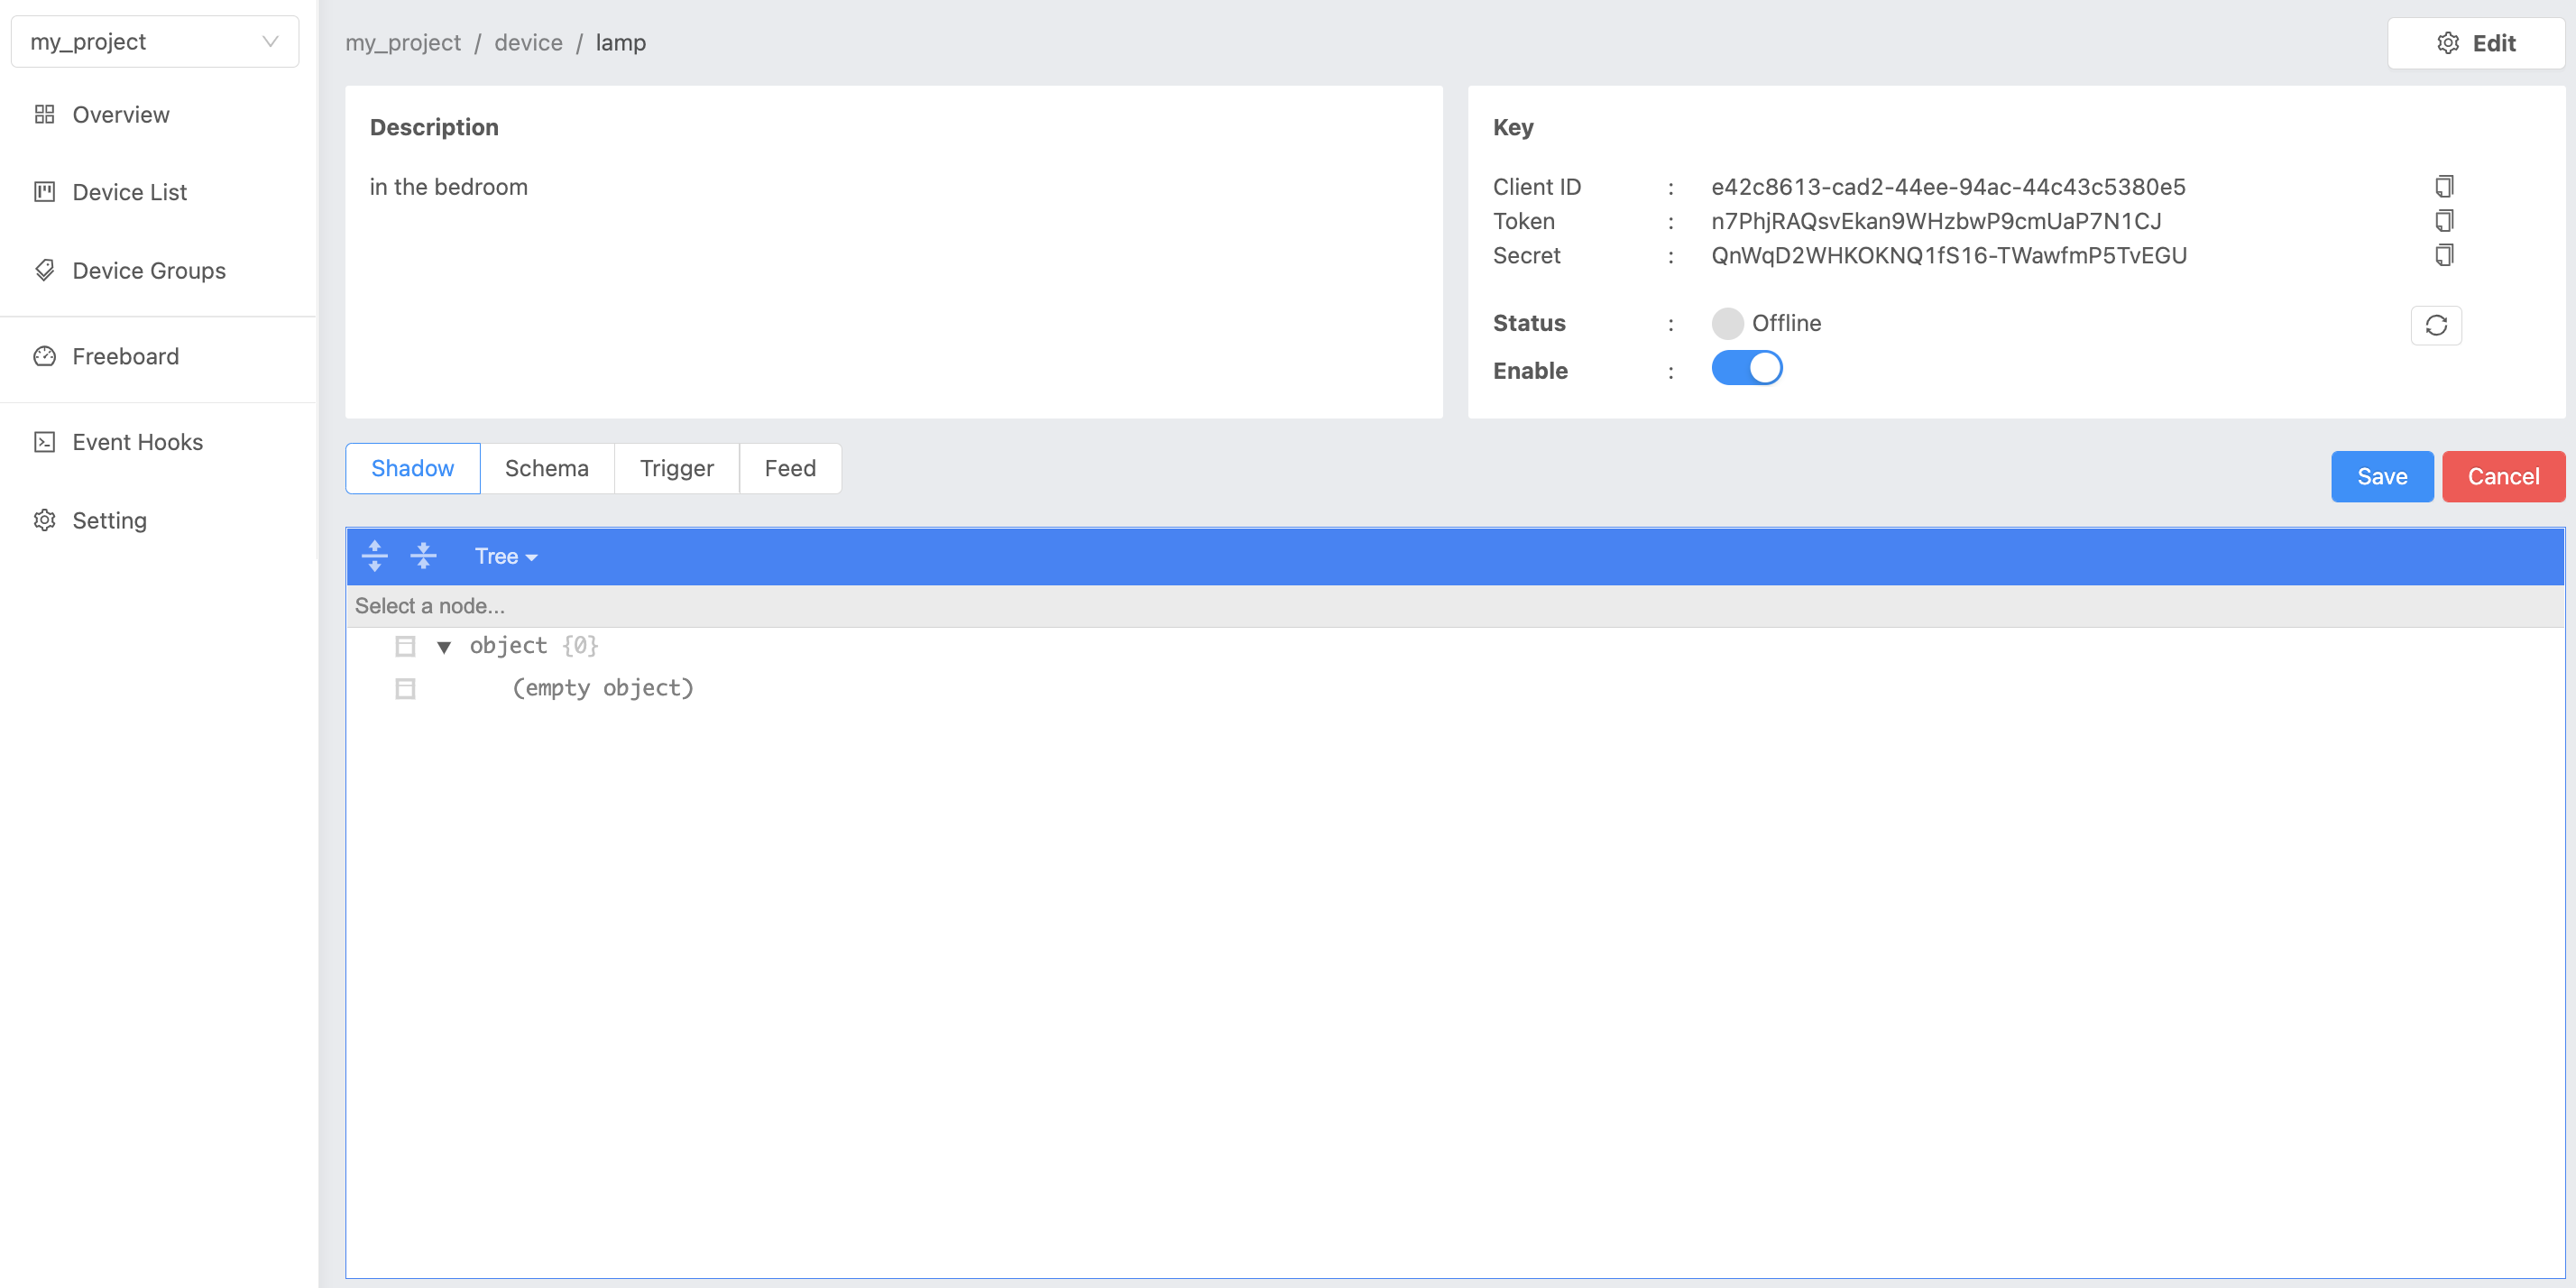 my_project
Overview
Device List
Device Groups
Freeboard
Event Hooks
Setting
my_project / device / lamp
Edit
Description
in the bedroom
Key
Client ID : e42c8613-cad2-44ee-94ac-44c43c5380e5
Token : n7PhjRAQsvEkan9WHzbwP9cmUaP7N1CJ
Secret : QnWqD2WHKOKNQ1fS16-TWawfmP5TvEGU
Status : Offline
Enable :
Shadow Schema Trigger Feed
Save Cancel
Tree
Select a node...
object {0}
(empty object)